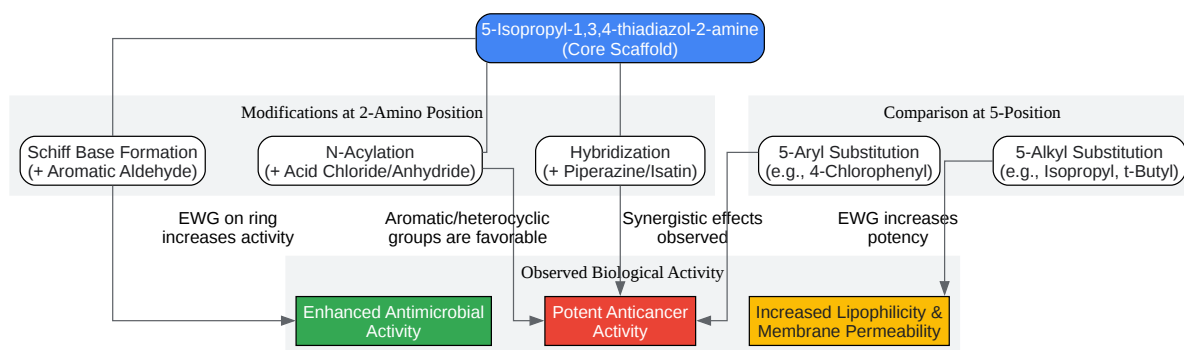 5-Isopropyl-1,3,4-thiadiazol-2-amine
(Core Scaffold)
Modifications at 2-Amino Position
Comparison at 5-Position
Schiff Base Formation
(+ Aromatic Aldehyde)
N-Acylation
(+ Acid Chloride/Anhydride)
Hybridization
(+ Piperazine/Isatin)
5-Aryl Substitution
(e.g., 4-Chlorophenyl)
5-Alkyl Substitution
(e.g., Isopropyl, t-Butyl)
EWG on ring
increases activity
Aromatic/heterocyclic
groups are favorable
Synergistic effects
observed
EWG increases
potency
Observed Biological Activity
Enhanced Antimicrobial
Activity
Potent Anticancer
Activity
Increased Lipophilicity &
Membrane Permeability